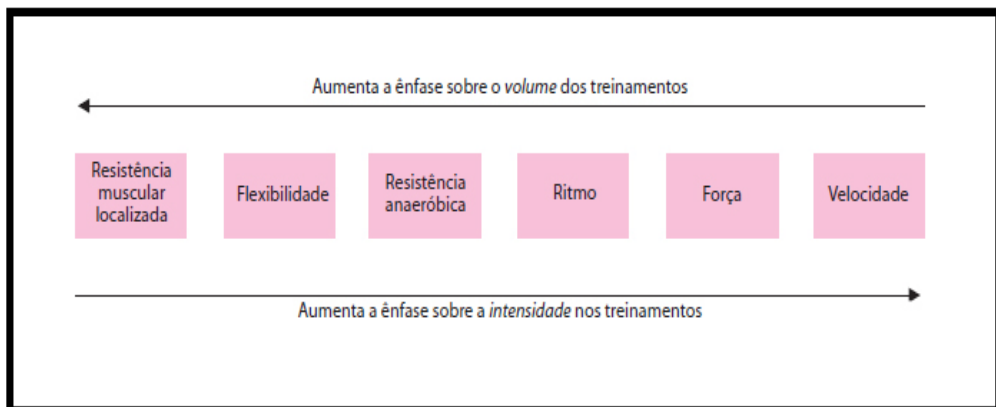 Aumenta a ênfase sobre o volume dos treinamentos
Resistência
muscular
localizada
Flexibilidade
Resistência
anaeróbica
Ritmo
Força
Velocidade
Aumenta a ênfase sobre a intensidade nos treinamentos